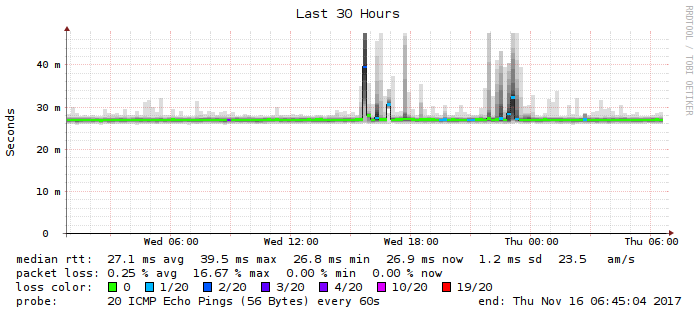 Last 30 Hours
RRDTOOL / TOBI OETIKER
Seconds
40 m
30 m
20 m
10 m
0
Wed 06:00 Wed 12:00 Wed 18:00 Thu 00:00 Thu 06:00
median rtt: 27.1 ms avg 39.5 ms max 26.8 ms min 26.9 ms now 1.2 ms sd 23.5 am/s
packet loss: 0.25 % avg 16.67 % max 0.00 % min 0.00 % now
loss color: 0 1/20 2/20 3/20 4/20 10/20 19/20
probe: 20 ICMP Echo Pings (56 Bytes) every 60s end: Thu Nov 16 06:45:04 2017